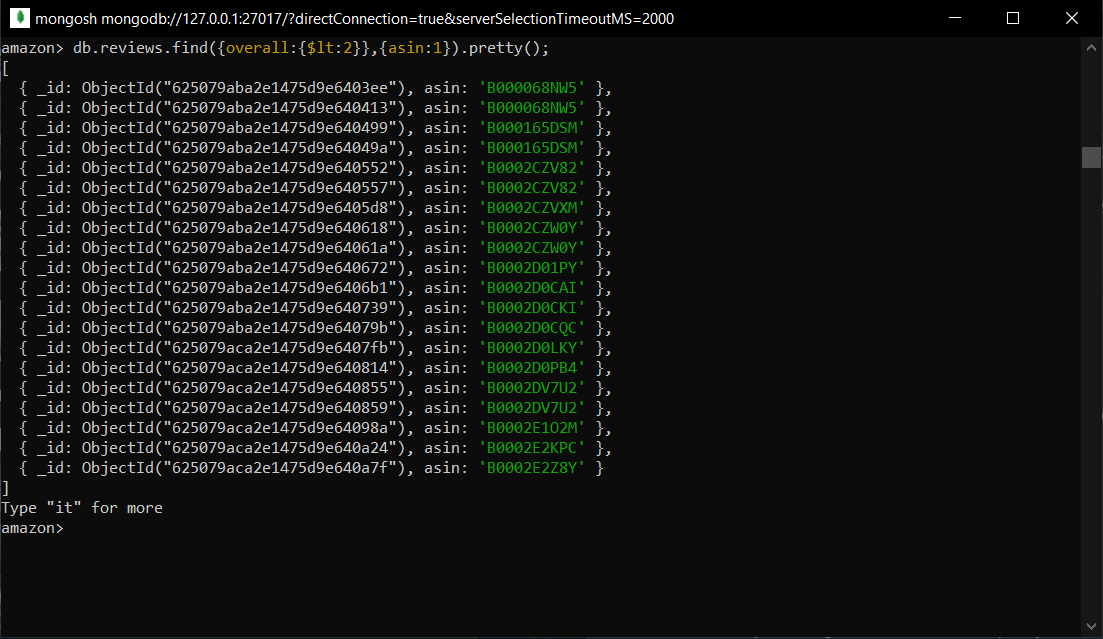 mongosh mongodb://127.0.0.1:27017/?directConnection=true&serverSelectionTimeoutMS=2000
amazon> db.reviews.find({overall:{$lt:2}},{asin:1}).pretty();
[
  { _id: ObjectId("625079aba2e1475d9e6403ee"), asin: 'B000068NW5' },
  { _id: ObjectId("625079aba2e1475d9e640413"), asin: 'B000068NW5' },
  { _id: ObjectId("625079aba2e1475d9e640499"), asin: 'B000165DSM' },
  { _id: ObjectId("625079aba2e1475d9e64049a"), asin: 'B000165DSM' },
  { _id: ObjectId("625079aba2e1475d9e640552"), asin: 'B0002CZV82' },
  { _id: ObjectId("625079aba2e1475d9e640557"), asin: 'B0002CZV82' },
  { _id: ObjectId("625079aba2e1475d9e6405d8"), asin: 'B0002CZVXM' },
  { _id: ObjectId("625079aba2e1475d9e640618"), asin: 'B0002CZW0Y' },
  { _id: ObjectId("625079aba2e1475d9e64061a"), asin: 'B0002CZW0Y' },
  { _id: ObjectId("625079aba2e1475d9e640672"), asin: 'B0002D01PY' },
  { _id: ObjectId("625079aba2e1475d9e6406b1"), asin: 'B0002D0CAI' },
  { _id: ObjectId("625079aba2e1475d9e640739"), asin: 'B0002D0CKI' },
  { _id: ObjectId("625079aba2e1475d9e64079b"), asin: 'B0002D0CQC' },
  { _id: ObjectId("625079aca2e1475d9e6407fb"), asin: 'B0002D0LKY' },
  { _id: ObjectId("625079aca2e1475d9e640814"), asin: 'B0002D0PB4' },
  { _id: ObjectId("625079aca2e1475d9e640855"), asin: 'B0002DV7U2' },
  { _id: ObjectId("625079aca2e1475d9e640859"), asin: 'B0002DV7U2' },
  { _id: ObjectId("625079aca2e1475d9e64098a"), asin: 'B0002E1O2M' },
  { _id: ObjectId("625079aca2e1475d9e640a24"), asin: 'B0002E2KPC' },
  { _id: ObjectId("625079aca2e1475d9e640a7f"), asin: 'B0002E2Z8Y' }
]
Type "it" for more
amazon>